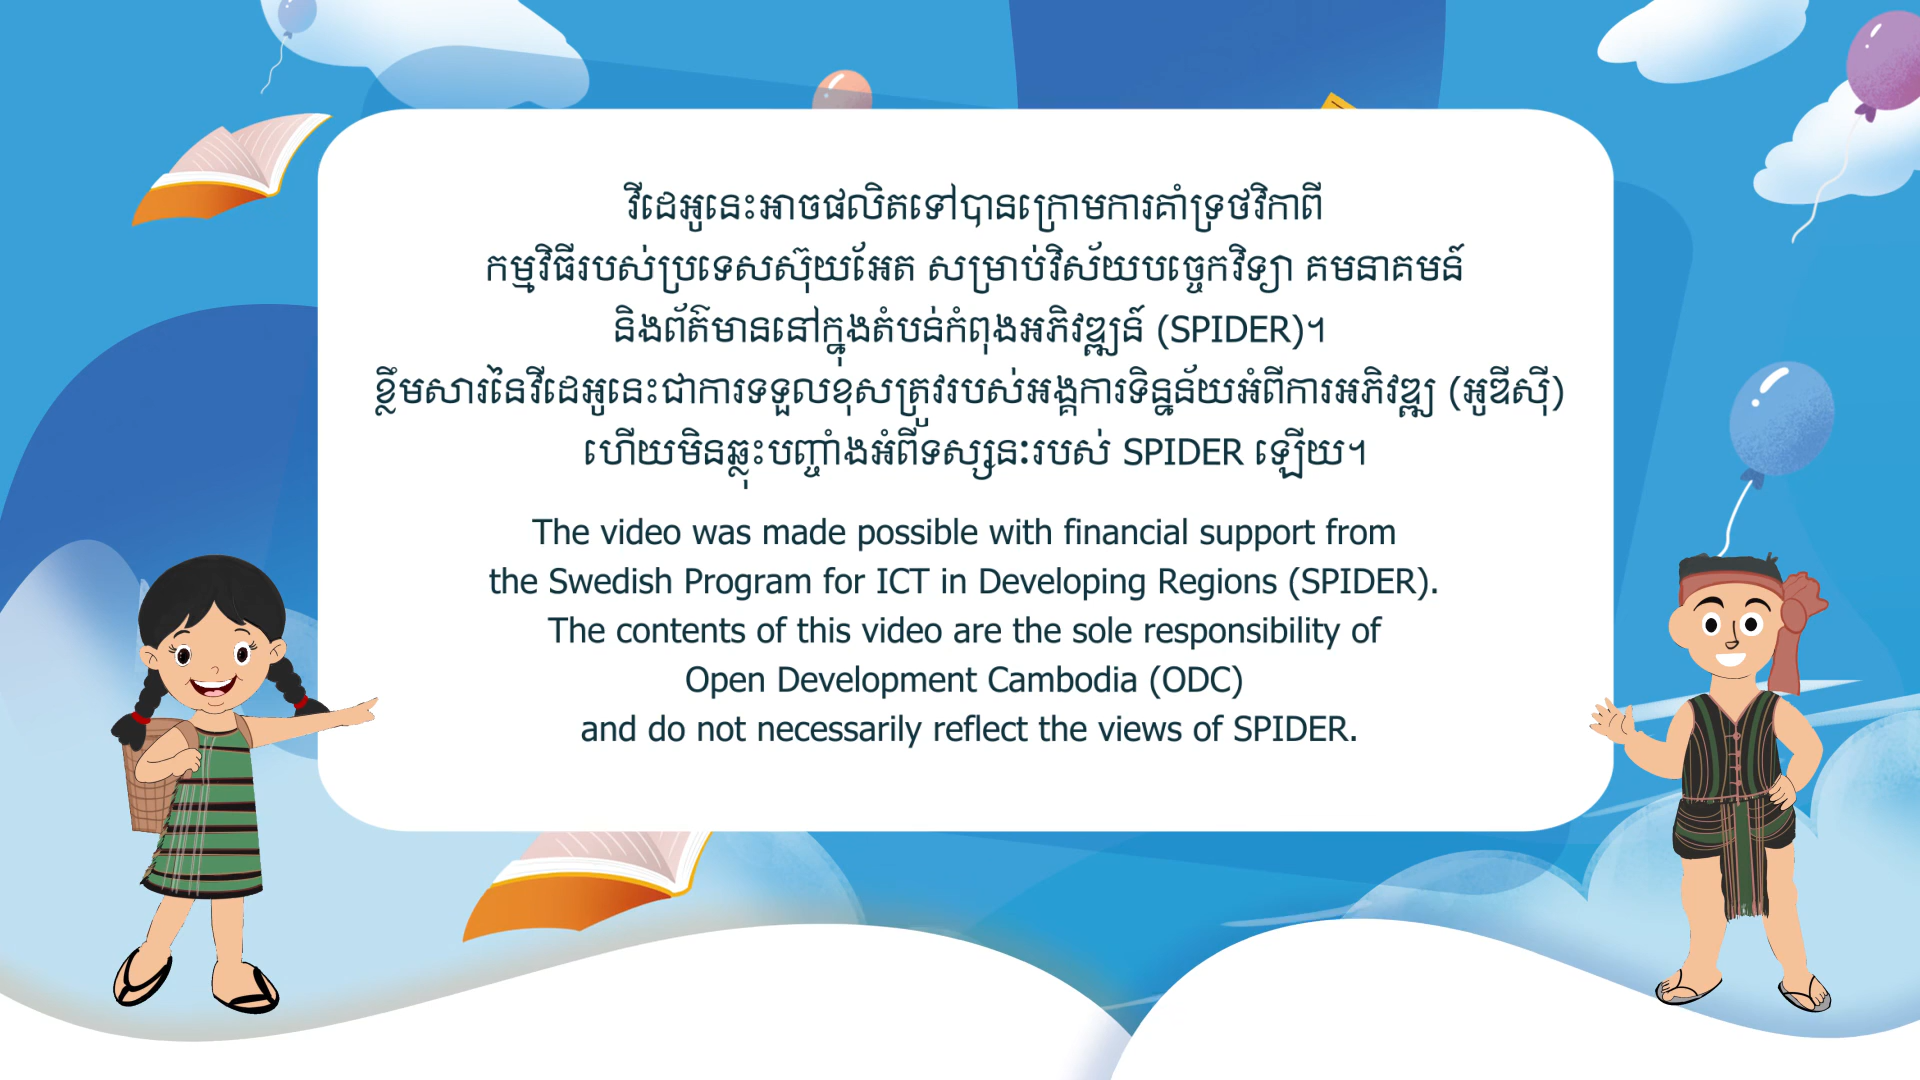 វីដេអូនេះអាចផលិតទៅបានក្រោមការគាំទ្រថវិកាពី
កម្មវិធីរបស់ប្រទេសស៊ុយអែត សម្រាប់វិស័យបច្ចេកវិទ្យា គមនាគមន៍
និងព័ត៌មាននៅក្នុងតំបន់កំពុងអភិវឌ្ឍន៍ (SPIDER)។
ខ្លឹមសារនៃវីដេអូនេះជាការទទួលខុសត្រូវរបស់អង្គការទិន្នន័យអំពីការអភិវឌ្ឍ (អូឌីស៊ី)
ហើយមិនឆ្លុះបញ្ចាំងអំពីទស្សនៈរបស់ SPIDER ឡើយ។
The video was made possible with financial support from
the Swedish Program for ICT in Developing Regions (SPIDER).
The contents of this video are the sole responsibility of
Open Development Cambodia (ODC)
and do not necessarily reflect the views of SPIDER.